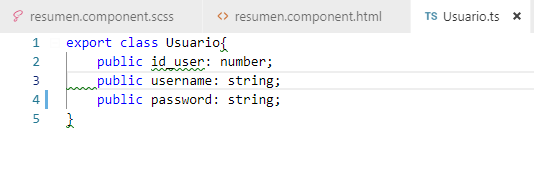 resumen.component.scss
<> resumen.component.html
TS Usuario.ts ×
1 export class Usuario{
2 public id_user: number;
3 public username: string;
4 public password: string;
5 }